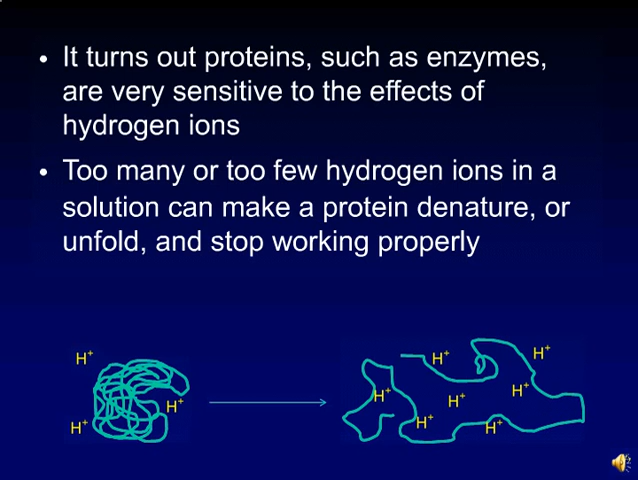 • It turns out proteins, such as enzymes,
are very sensitive to the effects of
hydrogen ions
• Too many or too few hydrogen ions in a
solution can make a protein denature, or
unfold, and stop working properly
H⁺ H⁺ H⁺
H⁺ H⁺ H⁺
H⁺ H⁺
H⁺ H⁺ H⁺